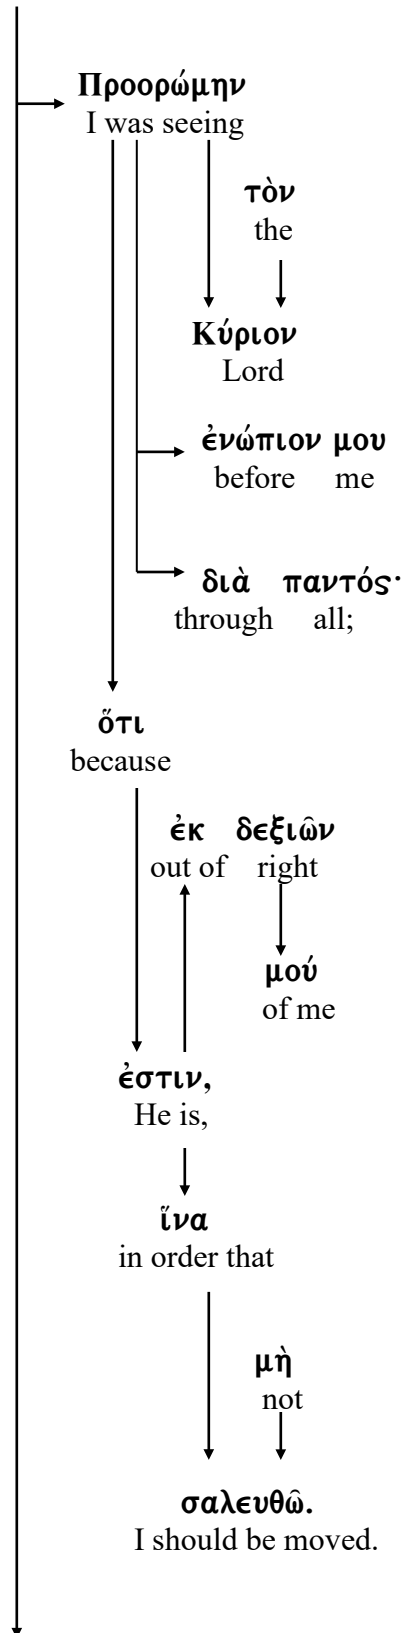 Προορώμην
I was seeing
τὸν
the
Κύριον
Lord
ἐνώπιον μου
before me
διὰ παντός·
through all;
ὅτι
because
ἐκ δεξιῶν
out of right
μού
of me
ἐστιν,
He is,
ἵνα
in order that
μὴ
not
σαλευθῶ.
I should be moved.